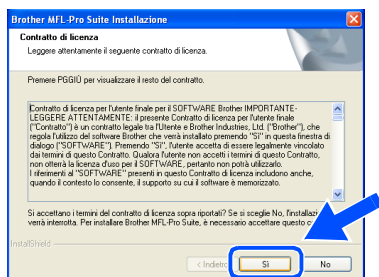 Brother MFL-Pro Suite Installazione
Contratto di licenza
Leggere attentamente il seguente contratto di licenza.
Premere PGGIÙ per visualizzare il resto del contratto.
Contratto di licenza per l'utente finale per il SOFTWARE Brother IMPORTANTE-
LEGGERE ATTENTAMENTE: il presente Contratto di licenza per l'utente finale
("Contratto") è un contratto legale tra l'Utente e Brother Industries, Ltd. ("Brother"), che
regola l'utilizzo del software Brother che verrà installato premendo "Sì" in questa finestra di
dialogo ("SOFTWARE"). Premendo "Sì", l'utente accetta di essere legalmente vincolato
dai termini di questo Contratto. Qualora l'utente non accetti i termini di questo Contratto,
non otterrà la licenza d'uso per il SOFTWARE, pertanto non potrà utilizzarlo.
I riferimenti al "SOFTWARE" presenti in questo Contratto di licenza includono anche,
quando il contesto lo consente, il supporto su cui il software è memorizzato.
Si accettano i termini del contratto di licenza sopra riportati? Se si sceglie No, l'installazio
verrà interrotta. Per installare Brother MFL-Pro Suite, è necessario accettare questo co
InstallShield
< Indietro
Sì
No